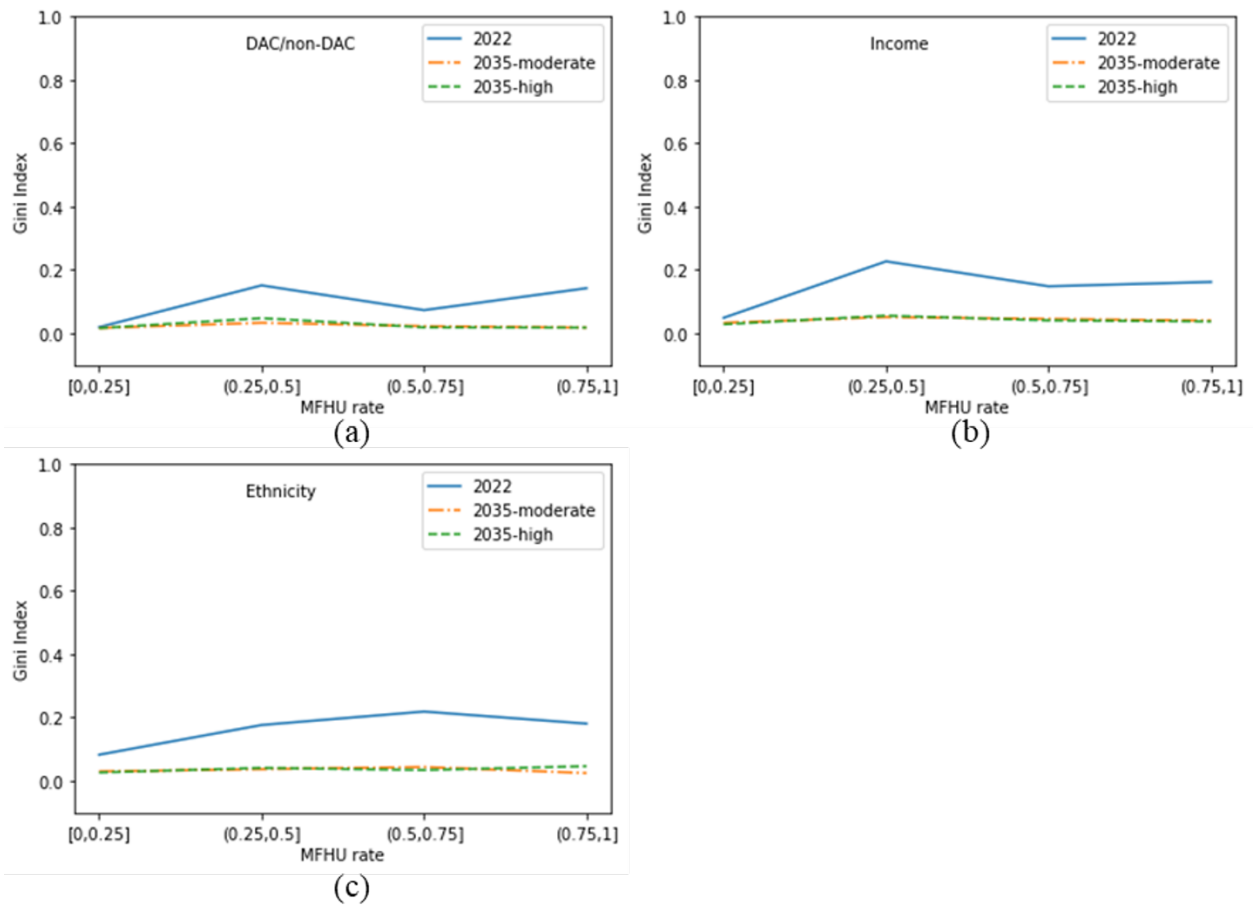 DAC/non-DAC
2022
2035-moderate
2035-high
Gini Index
1.0
0.8
0.6
0.4
0.2
0.0
[0,0.25]
(0.25,0.5]
(0.5,0.75]
(0.75,1]
MFHU rate
(a)
Income
2022
2035-moderate
2035-high
Gini Index
1.0
0.8
0.6
0.4
0.2
0.0
[0,0.25]
(0.25,0.5]
(0.5,0.75]
(0.75,1]
MFHU rate
(b)
Ethnicity
2022
2035-moderate
2035-high
Gini Index
1.0
0.8
0.6
0.4
0.2
0.0
[0,0.25]
(0.25,0.5]
(0.5,0.75]
(0.75,1]
MFHU rate
(c)